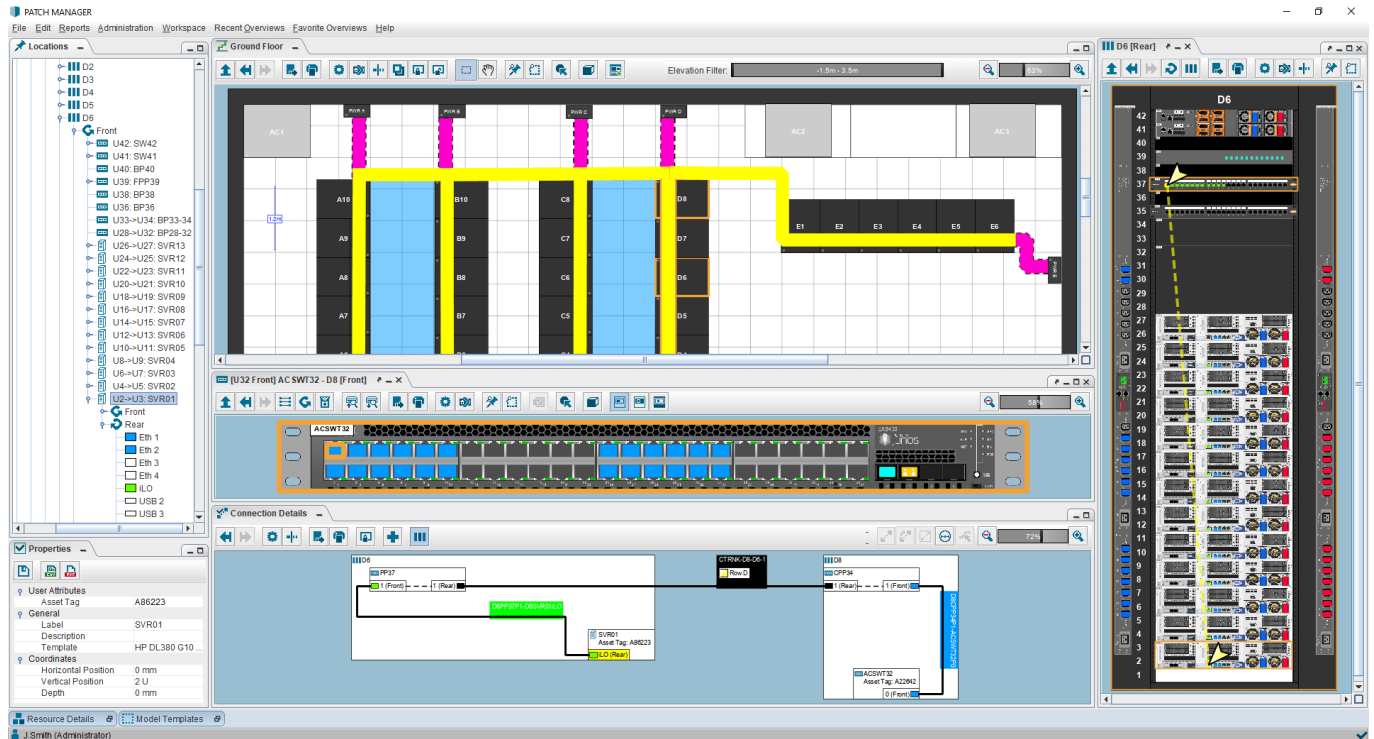 PATCH MANAGER
File Edit Reports Administration Workspace Recent Overviews Favorite Overviews Help
Locations
D2
D3
D4
D5
D6
Front
U42: SW42
U41: SW41
U40: BP40
U39: FPP39
U38: BP38
U36: BP36
U33->U34: BP33-34
U28->U32: BP28-32
U26->U27: SVR13
U24->U25: SVR12
U22->U23: SVR11
U20->U21: SVR10
U18->U19: SVR09
U16->U17: SVR08
U14->U15: SVR07
U12->U13: SVR06
U10->U11: SVR05
U8->U9: SVR04
U6->U7: SVR03
U4->U5: SVR02
U2->U3: SVR01
Front
Rear
Eth 1
Eth 2
Eth 3
Eth 4
iLO
USB 2
USB 3
Properties
User Attributes
Asset Tag A86223
General
Label SVR01
Description
Template HP DL380 G10 ...
Coordinates
Horizontal Position 0 mm
Vertical Position 2 U
Depth 0 mm
Ground Floor
Elevation Filter: -1.5m - 3.5m 93%
PWR A PWR B PWR C PWR D
AC1 AC2 AC3
A10 B10 C8 D8
1.2m
E1 E2 E3 E4 E5 E6
A9 B9 C7 D7
PWR E
A8 B8 C6 D6
A7 B7 C5 D5
[U32 Front] AC SWT32 - D8 [Front]
58%
ACSWT32
Connection Details
72%
D6
PP37
1 (Front) 1 (Rear)
D6PP37P1-D6SVR01iLO
SVR01
Asset Tag: A86223
iLO (Rear)
CTRNK-D8-D6-1
Row D
D8
CPP34
1 (Rear) 1 (Front)
D8CPP34P1-ACSWT32P0
ACSWT32
Asset Tag: A22642
0 (Front)
D6 [Rear]
D6
42
41
40
39
38
37
36
35
34
33
32
31
30
29
28
27
26
25
24
23
22
21
20
19
18
17
16
15
14
13
12
11
10
9
8
7
6
5
4
3
2
1
Resource Details Model Templates
J.Smith (Administrator)